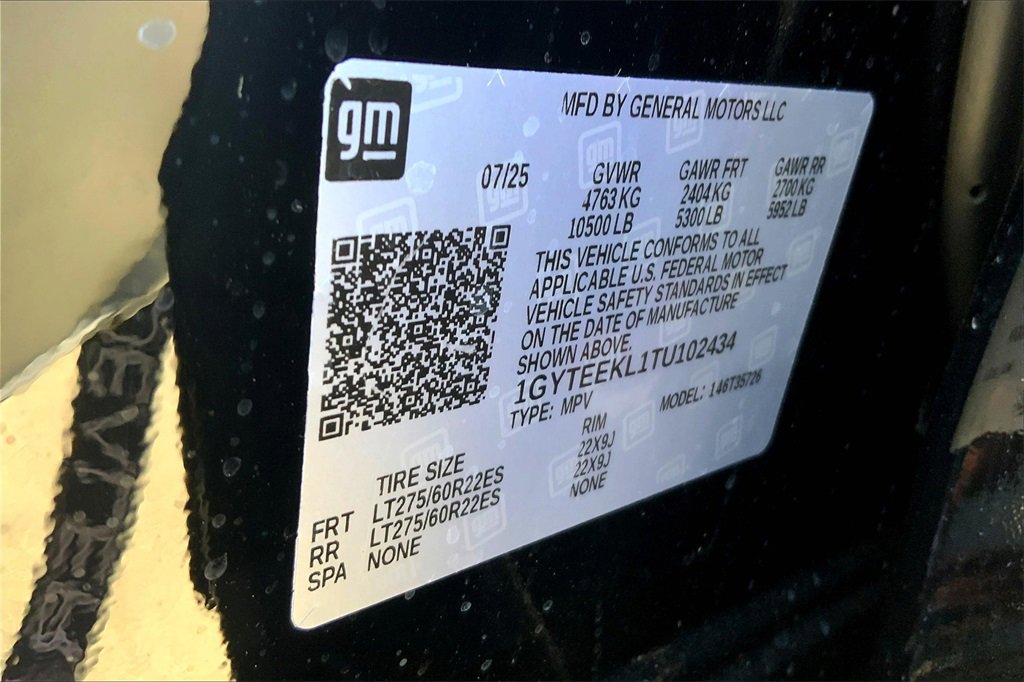 gm
MFD BY GENERAL MOTORS LLC
07/25 GVWR GAWR FRT GAWR RR
4763 KG 2404 KG 2700 KG
10500 LB 5300 LB 5952 LB
THIS VEHICLE CONFORMS TO ALL
APPLICABLE U.S. FEDERAL MOTOR
VEHICLE SAFETY STANDARDS IN EFFECT
ON THE DATE OF MANUFACTURE
SHOWN ABOVE.
1GYTEEKL1TU102434
TYPE: MPV MODEL: 146T35726
TIRE SIZE RIM
FRT LT275/60R22ES 22X9J
RR LT275/60R22ES 22X9J
SPA NONE NONE